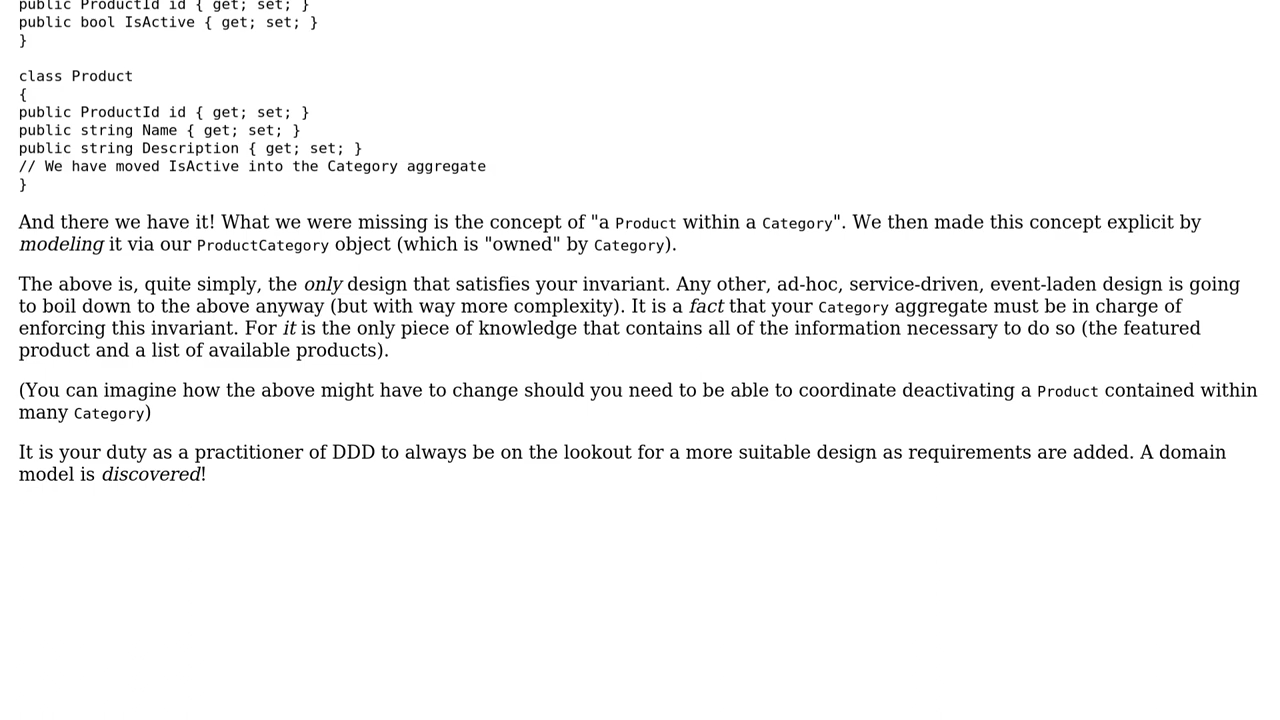 public ProductId id { get; set; }
public bool IsActive { get; set; }
}
class Product
{
public ProductId id { get; set; }
public string Name { get; set; }
public string Description { get; set; }
// We have moved IsActive into the Category aggregate
}
And there we have it! What we were missing is the concept of "a Product within a Category". We then made this concept explicit by
modeling it via our ProductCategory object (which is "owned" by Category).
The above is, quite simply, the only design that satisfies your invariant. Any other, ad-hoc, service-driven, event-laden design is going
to boil down to the above anyway (but with way more complexity). It is a fact that your Category aggregate must be in charge of
enforcing this invariant. For it is the only piece of knowledge that contains all of the information necessary to do so (the featured
product and a list of available products).
(You can imagine how the above might have to change should you need to be able to coordinate deactivating a Product contained within
many Category)
It is your duty as a practitioner of DDD to always be on the lookout for a more suitable design as requirements are added. A domain
model is discovered!